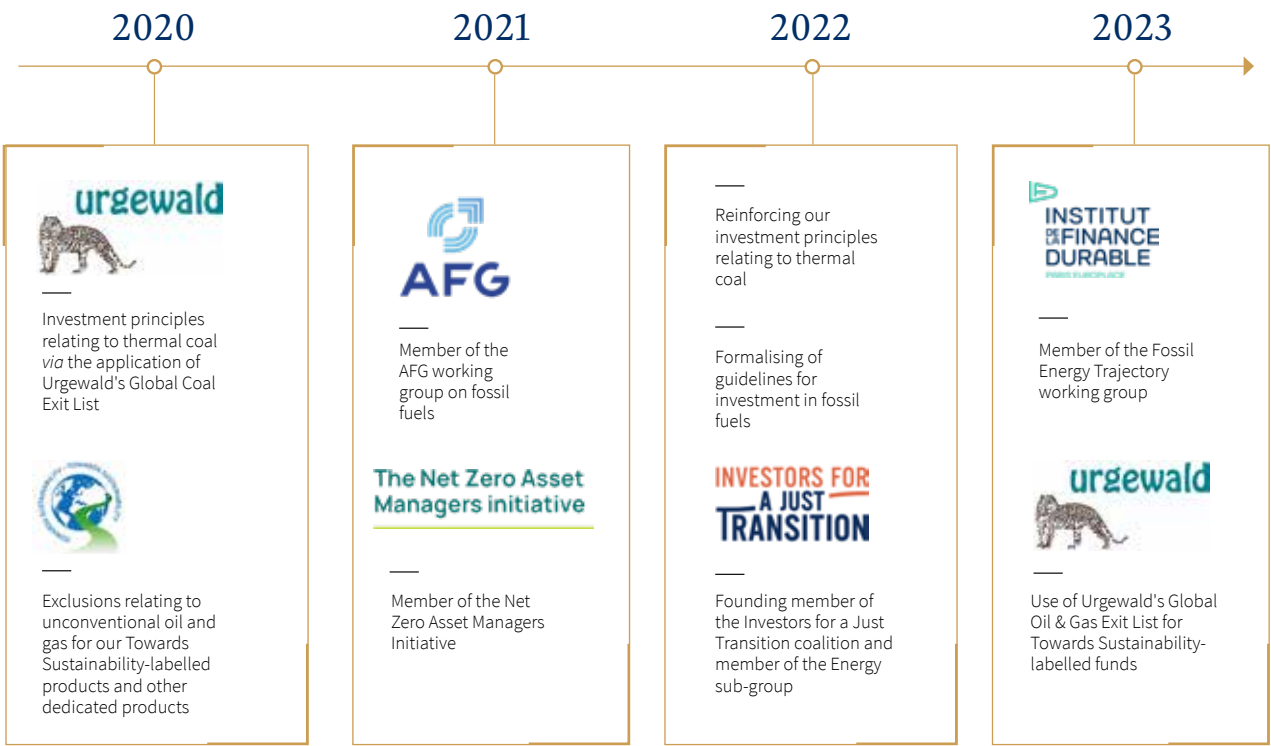 2020
2021
2022
2023
urgewald
Investment principles
relating to thermal coal
via the application of
Urgewald's Global Coal
Exit List
Exclusions relating to
unconventional oil and
gas for our Towards
Sustainability-labelled
products and other
dedicated products
AFG
Member of the
AFG working
group on fossil
fuels
The Net Zero Asset
Managers initiative
Member of the Net
Zero Asset Managers
Initiative
Reinforcing our
investment principles
relating to thermal
coal
Formalising of
guidelines for
investment in fossil
fuels
INVESTORS FOR
A JUST
TRANSITION
Founding member of
the Investors for a Just
Transition coalition and
member of the Energy
sub-group
INSTITUT
DE LA FINANCE
DURABLE
PARIS EUROPLACE
Member of the Fossil
Energy Trajectory
working group
urgewald
Use of Urgewald's Global
Oil & Gas Exit List for
Towards Sustainability-
labelled funds